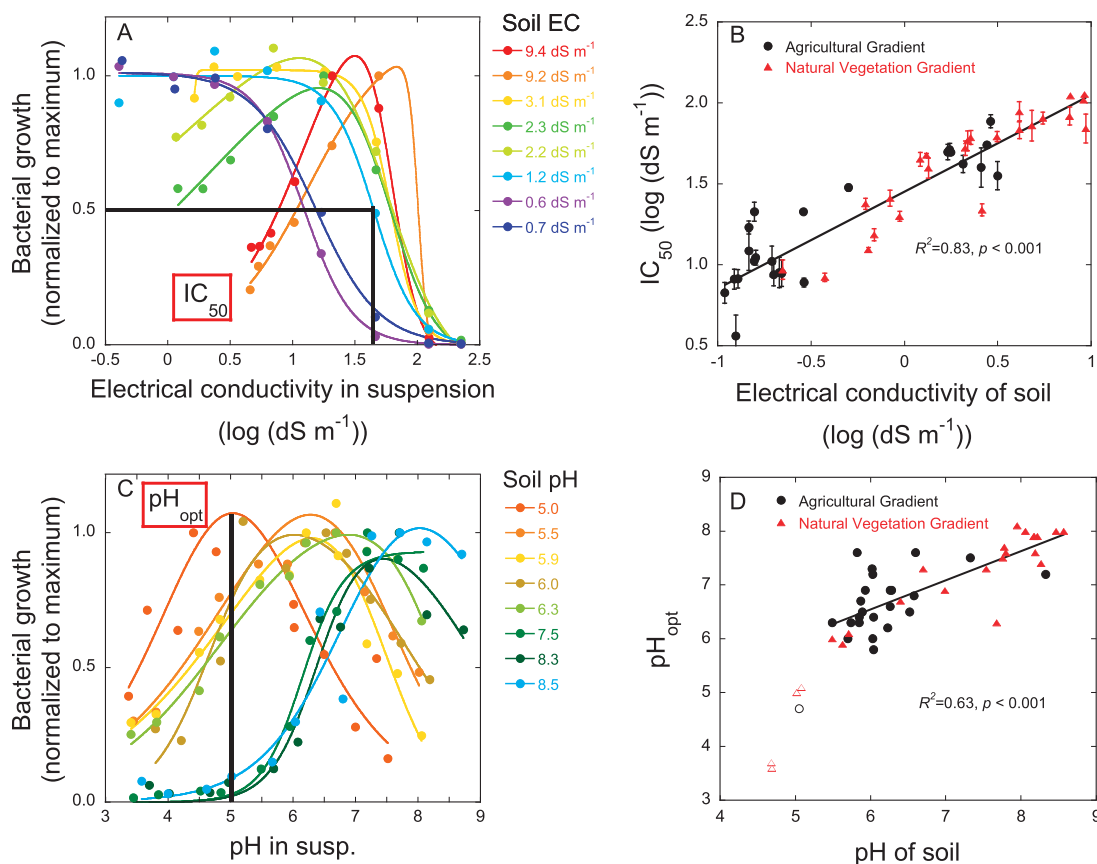 A
Bacterial growth
(normalized to maximum)
1.0
0.5
0.0
IC50
-0.5 0 0.5 1 1.5 2 2.5
Electrical conductivity in suspension
(log (dS m-1))
Soil EC
9.4 dS m-1
9.2 dS m-1
3.1 dS m-1
2.3 dS m-1
2.2 dS m-1
1.2 dS m-1
0.6 dS m-1
0.7 dS m-1
B
Agricultural Gradient
Natural Vegetation Gradient
IC50 (log (dS m-1))
2.5
2.0
1.5
1.0
0.5
R2=0.83, p < 0.001
-1 -0.5 0 0.5 1
Electrical conductivity of soil
(log (dS m-1))
C
pHopt
Bacterial growth
(normalized to maximum)
1.0
0.5
0.0
3 4 5 6 7 8 9
pH in susp.
Soil pH
5.0
5.5
5.9
6.0
6.3
7.5
8.3
8.5
D
Agricultural Gradient
Natural Vegetation Gradient
pHopt
9
8
7
6
5
4
3
R2=0.63, p < 0.001
4 5 6 7 8 9
pH of soil